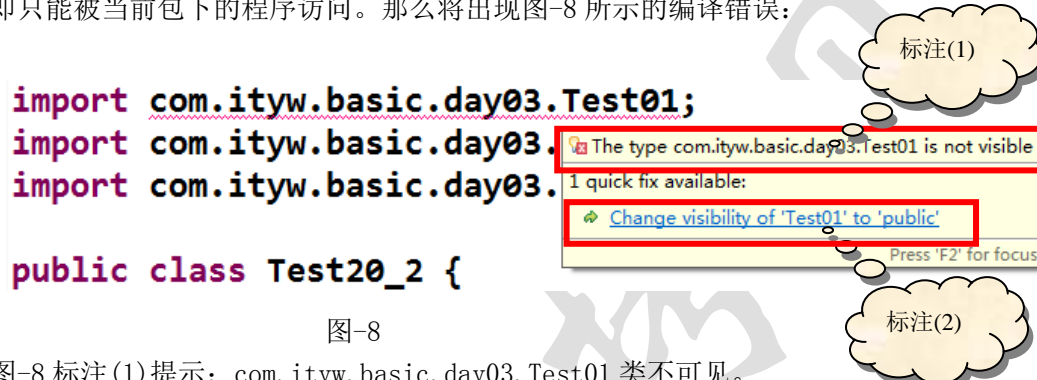 即只能被当前包下的程序访问。那么将出现图-8 所示的编译错误：
标注(1)
import com.ityw.basic.day03.Test01;
import com.ityw.basic.day03.
The type com.ityw.basic.day03.Test01 is not visible
import com.ityw.basic.day03.
1 quick fix available:
Change visibility of 'Test01' to 'public'
Press 'F2' for focus
public class Test20_2 {
标注(2)
图-8
图-8 标注(1)提示：com.ityw.basic.day03.Test01 类不可见。